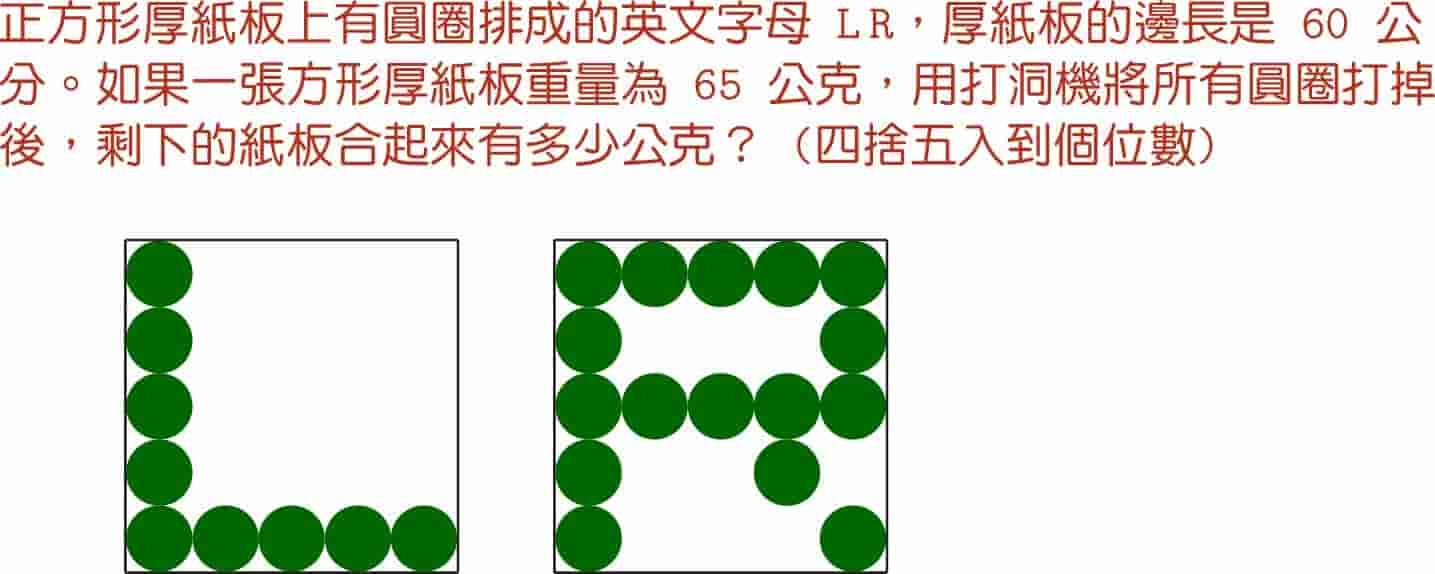 正方形厚紙板上有圓圈排成的英文字母 LR，厚紙板的邊長是 60 公
分。如果一張方形厚紙板重量為 65 公克，用打洞機將所有圓圈打掉
後，剩下的紙板合起來有多少公克？（四捨五入到個位數）